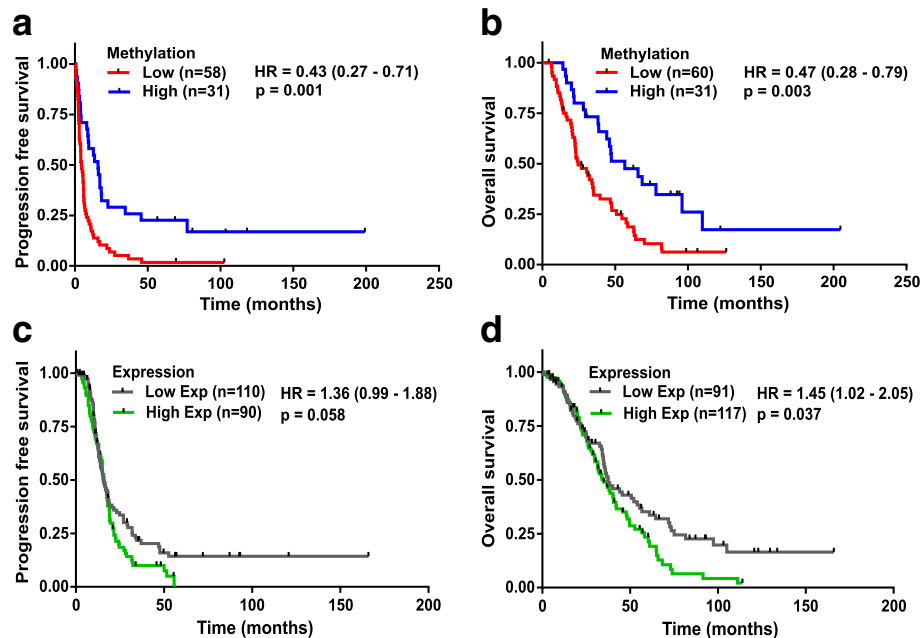 a
Methylation
Low (n=58)
High (n=31)
HR = 0.43 (0.27 - 0.71)
p = 0.001
Progression free survival
1.00
0.75
0.50
0.25
0.00
0 50 100 150 200 250
Time (months)
b
Methylation
Low (n=60)
High (n=31)
HR = 0.47 (0.28 - 0.79)
p = 0.003
Overall survival
1.00
0.75
0.50
0.25
0.00
0 50 100 150 200 250
Time (months)
c
Expression
Low Exp (n=110)
High Exp (n=90)
HR = 1.36 (0.99 - 1.88)
p = 0.058
Progression free survival
1.00
0.75
0.50
0.25
0.00
0 50 100 150 200
Time (months)
d
Expression
Low Exp (n=91)
High Exp (n=117)
HR = 1.45 (1.02 - 2.05)
p = 0.037
Overall survival
1.00
0.75
0.50
0.25
0.00
0 50 100 150 200
Time (months)